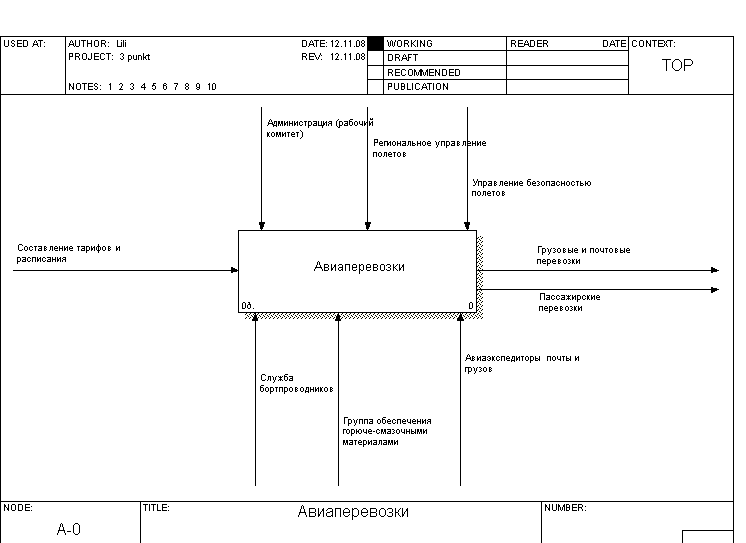 USED AT:
AUTHOR: Lili
DATE: 12.11.08
WORKING
READER
DATE
CONTEXT:
PROJECT: 3 punkt
REV: 12.11.08
DRAFT
TOP
RECOMMENDED
NOTES: 1 2 3 4 5 6 7 8 9 10
PUBLICATION
Администрация (рабочий
комитет)
Региональное управление
полетов
Управление безопасностью
полетов
Составление тарифов и
расписания
Авиаперевозки
0д.
0
Грузовые и почтовые
перевозки
Пассажирские
перевозки
Служба
бортпроводников
Группа обеспечения
горюче-смазочными
материалами
Авиаэкспедиторы почты и
грузов
NODE:
A-0
TITLE:
Авиаперевозки
NUMBER: